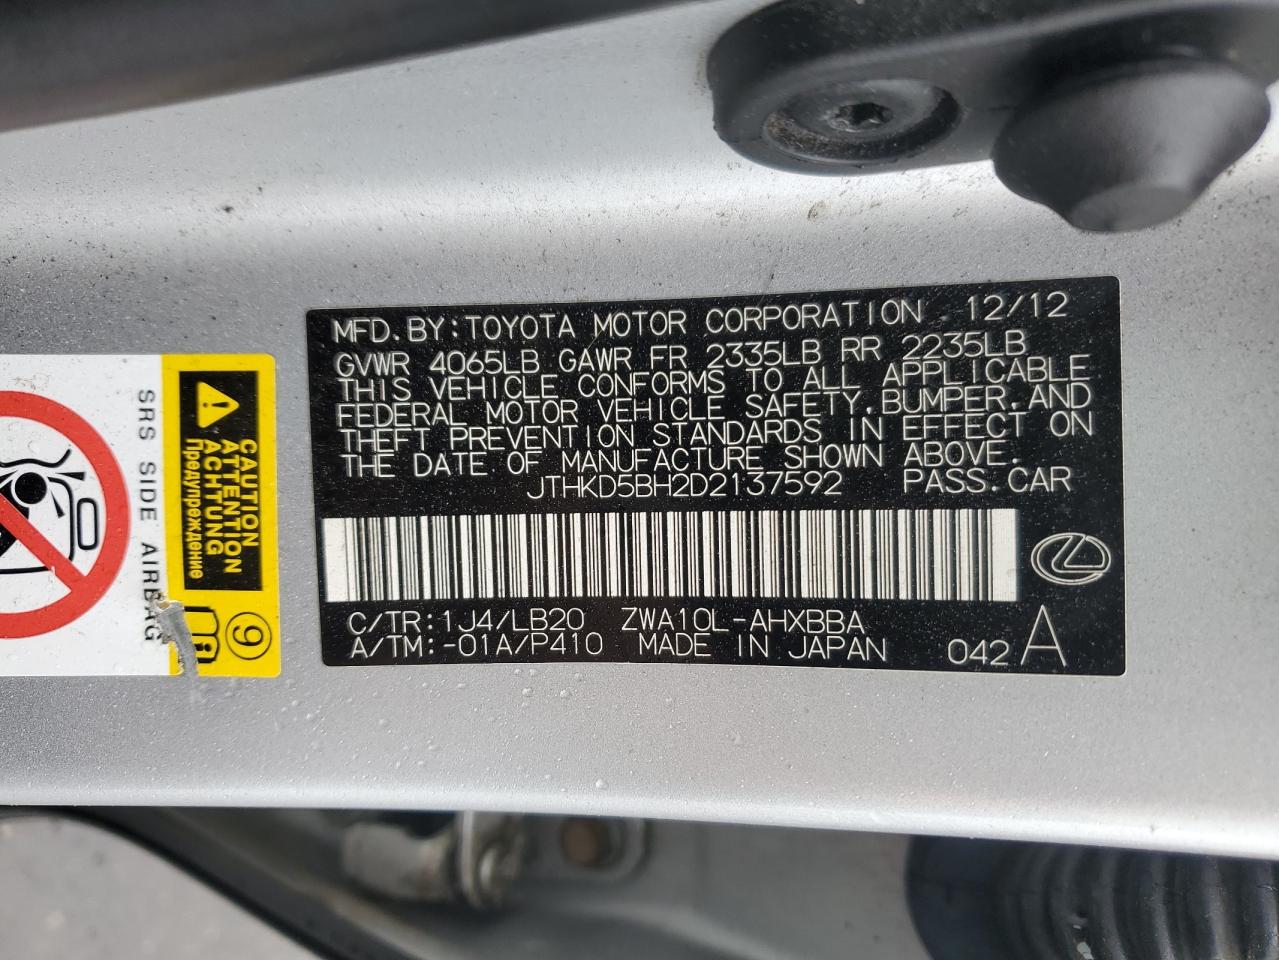 MFD.BY:TOYOTA MOTOR CORPORATION 12/12
GVWR 4065LB GAWR FR 2335LB RR 2235LB
THIS VEHICLE CONFORMS TO ALL APPLICABLE
FEDERAL MOTOR VEHICLE SAFETY,BUMPER,AND
THEFT PREVENTION STANDARDS IN EFFECT ON
THE DATE OF MANUFACTURE SHOWN ABOVE.
JTHKD5BH2D2137592 PASS.CAR
C/TR:1J4/LB20 ZWA10L-AHXBBA
A/TM:-01A/P410 MADE IN JAPAN 042 A
CAUTION
ATTENTION
ACHTUNG
Предупреждение
9
SRS SIDE AIRBAG